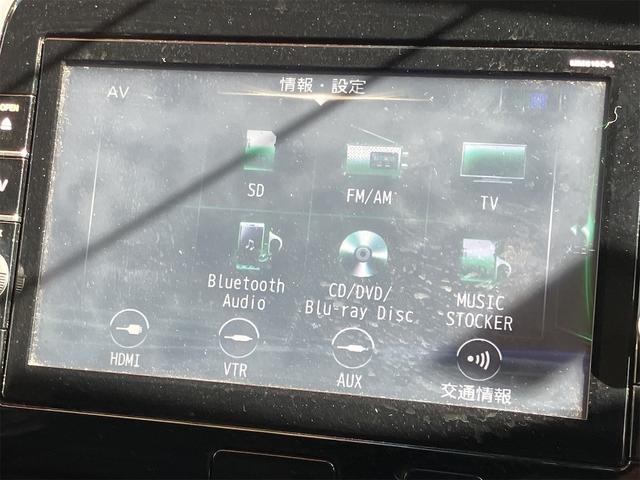 情報・設定
AV
OPEN
SD
FM/AM
TV
Bluetooth
Audio
CD/DVD/
Blu-ray Disc
MUSIC
STOCKER
HDMI
VTR
AUX
交通情報